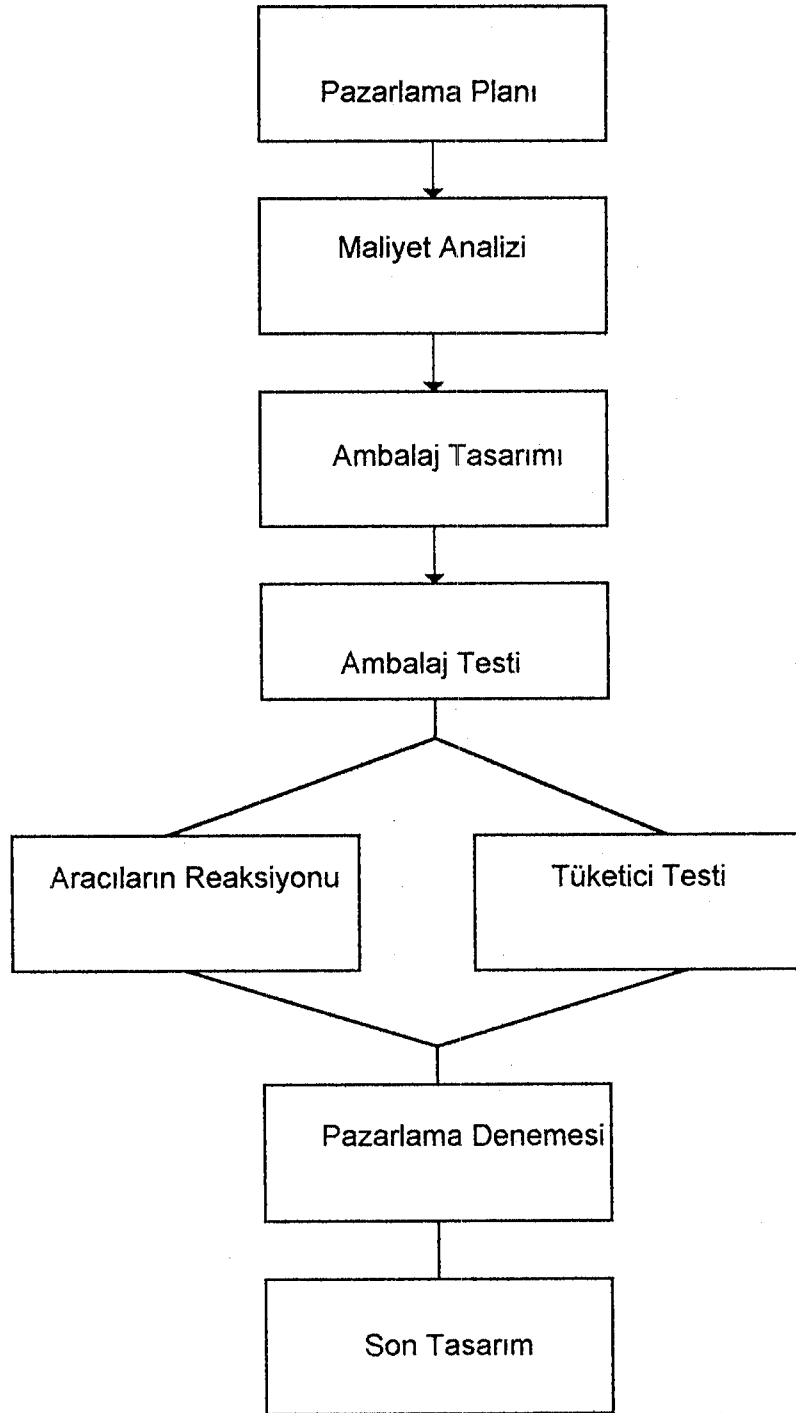 Pazarlama Planı
Maliyet Analizi
Ambalaj Tasarımı
Ambalaj Testi
Aracıların Reaksiyonu
Tüketici Testi
Pazarlama Denemesi
Son Tasarım